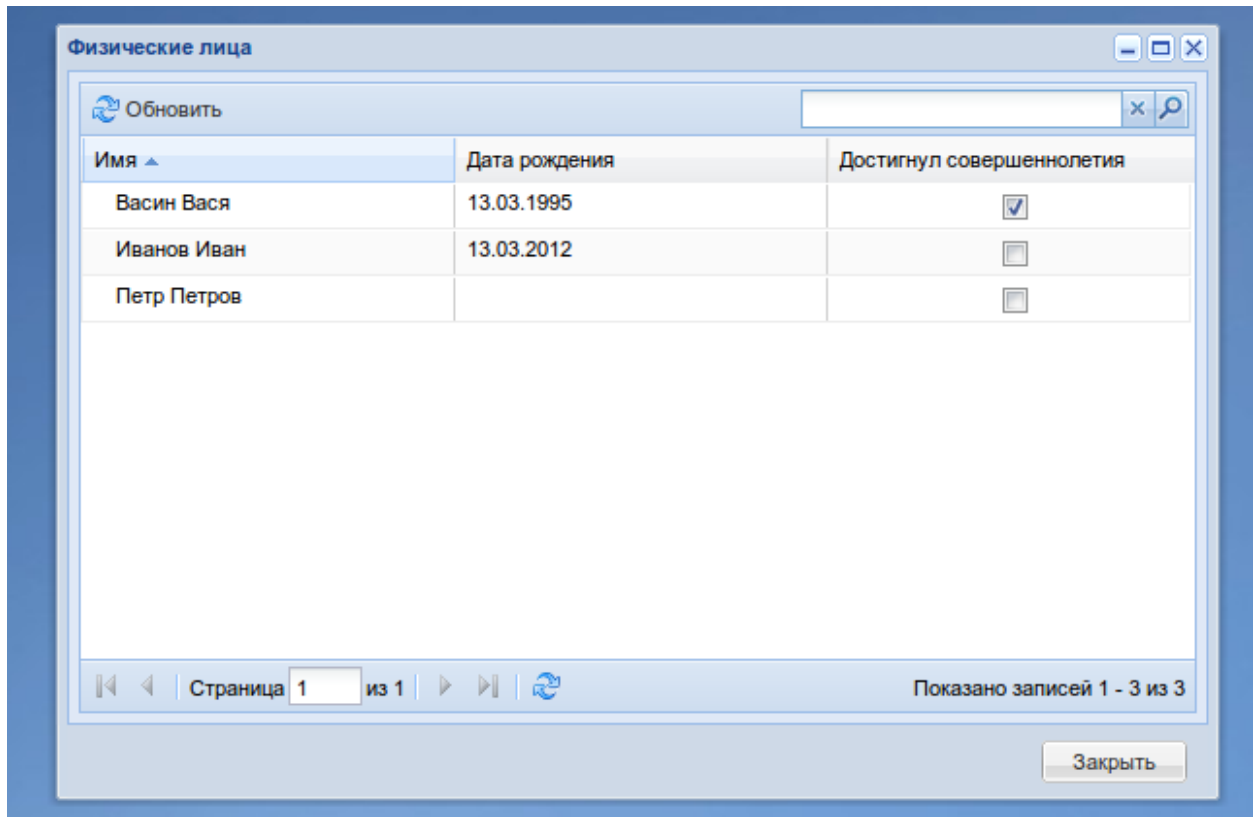 Физические лица
Обновить
Имя Дата рождения Достигнул совершеннолетия
Васин Вася 13.03.1995
Иванов Иван 13.03.2012
Петр Петров
Страница 1 из 1 Показано записей 1 - 3 из 3
Закрыть